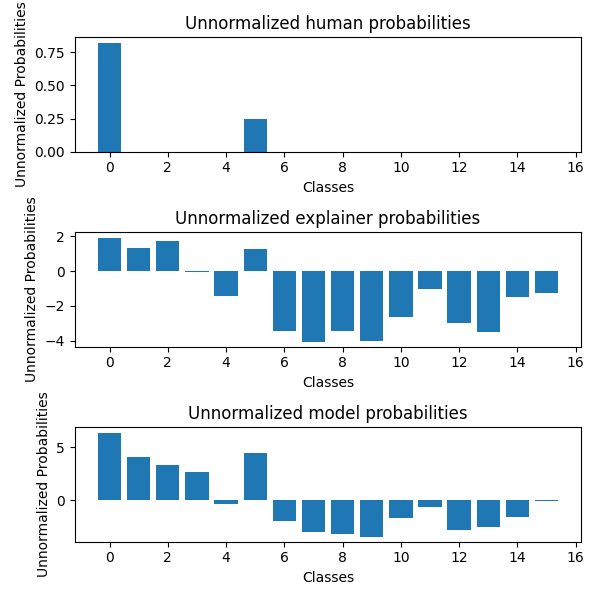 Unnormalized human probabilities
Unnormalized Probabilities
0.75
0.50
0.25
0.00
0 2 4 6 8 10 12 14 16
Classes
Unnormalized explainer probabilities
Unnormalized Probabilities
2
0
−2
−4
0 2 4 6 8 10 12 14 16
Classes
Unnormalized model probabilities
Unnormalized Probabilities
5
0
0 2 4 6 8 10 12 14 16
Classes